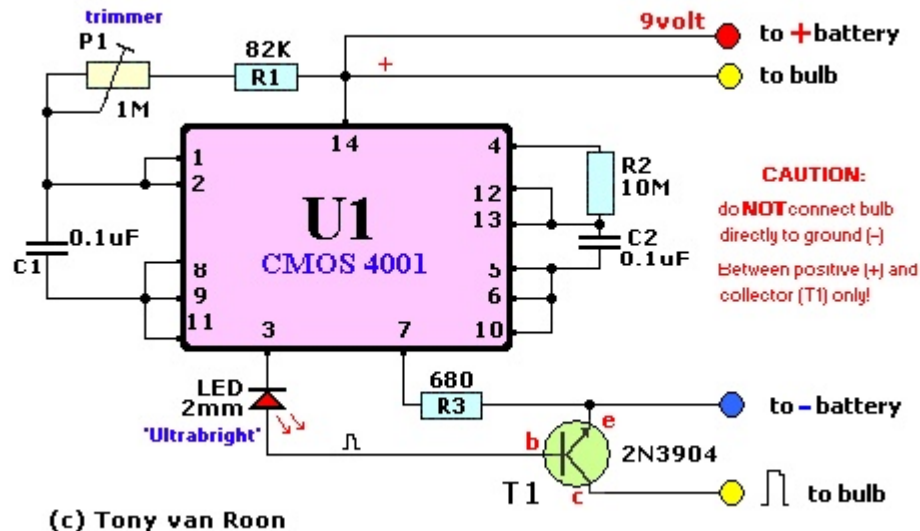 trimmer
P1
1M
82K
R1
+
9volt
to + battery
to bulb
14
1
2
8
9
11
3
7
4
12
13
5
6
10
U1
CMOS 4001
0.1uF
C1
R2
10M
C2
0.1uF
CAUTION:
do NOT connect bulb
directly to ground (-)
Between positive (+) and
collector (T1) only!
LED
2mm
"Ultrabright"
680
R3
to - battery
b
e
c
2N3904
T1
to bulb
(c) Tony van Roon